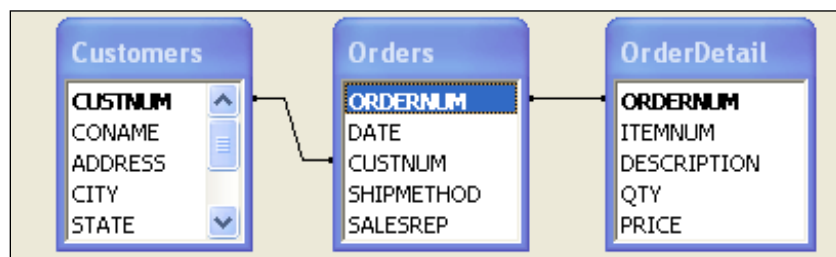 Customers
CUSTNUM
CONAME
ADDRESS
CITY
STATE
Orders
ORDERNUM
DATE
CUSTNUM
SHIPMETHOD
SALESREP
OrderDetail
ORDERNUM
ITEMNUM
DESCRIPTION
QTY
PRICE